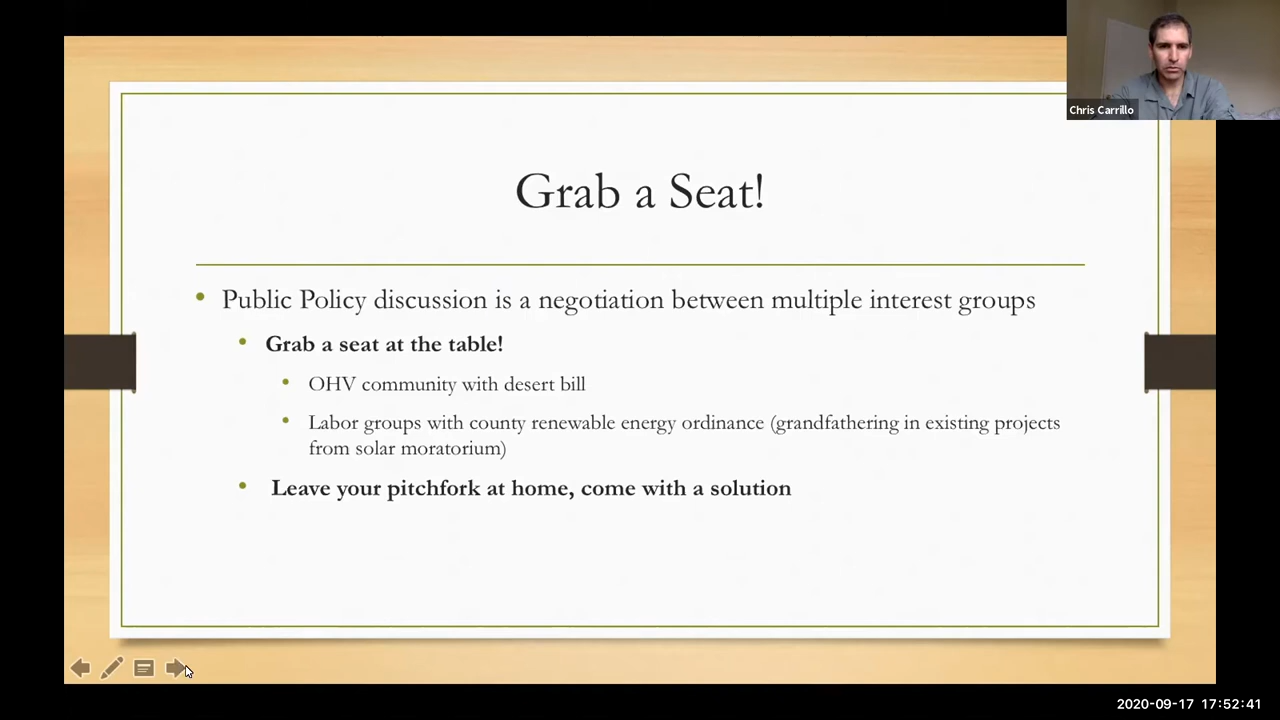 Chris Carrillo
Grab a Seat!
• Public Policy discussion is a negotiation between multiple interest groups
• Grab a seat at the table!
• OHV community with desert bill
• Labor groups with county renewable energy ordinance (grandfathering in existing projects
from solar moratorium)
• Leave your pitchfork at home, come with a solution
2020-09-17 17:52:41